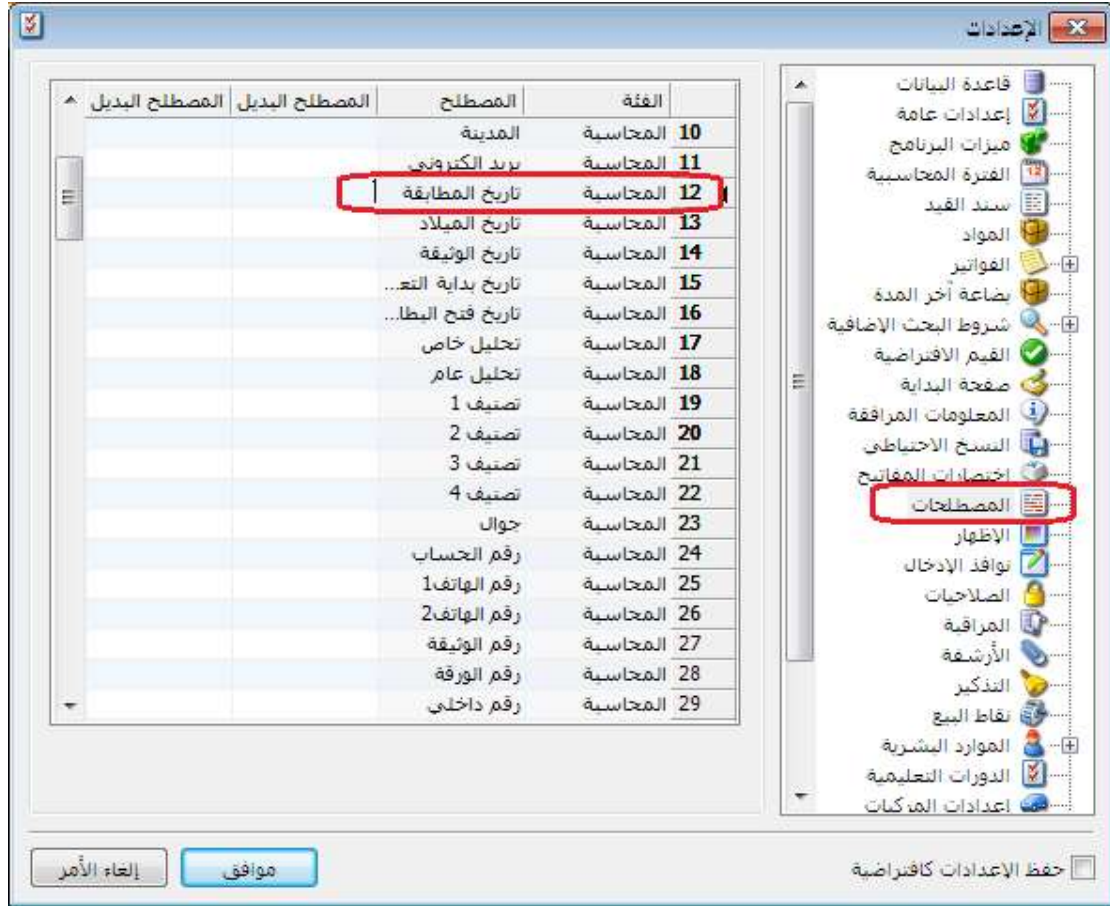 الإعدادات
قاعدة البيانات
إعدادات عامة
ميزات البرنامج
الفترة المحاسبية
سند القيد
المواد
الفواتير
بضاعة آخر المدة
شروط البحث الإضافية
القيم الافتراضية
صفحة البداية
المعلومات المرافقة
النسخ الاحتياطي
اختصارات المفاتيح
المصطلحات
الإظهار
نوافذ الإدخال
الصلاحيات
المراقبة
الأرشفة
التذكير
نقاط البيع
الموارد البشرية
الدورات التعليمية
إعدادات المركبات
الفئة المصطلح المصطلح البديل المصطلح البديل
10 المحاسبة المدينة
11 المحاسبة بريد الكتروني
12 المحاسبة تاريخ المطابقة
13 المحاسبة تاريخ الميلاد
14 المحاسبة تاريخ الوثيقة
15 المحاسبة تاريخ بداية التع...
16 المحاسبة تاريخ فتح البطا...
17 المحاسبة تحليل خاص
18 المحاسبة تحليل عام
19 المحاسبة تصنيف 1
20 المحاسبة تصنيف 2
21 المحاسبة تصنيف 3
22 المحاسبة تصنيف 4
23 المحاسبة جوال
24 المحاسبة رقم الحساب
25 المحاسبة رقم الهاتف1
26 المحاسبة رقم الهاتف2
27 المحاسبة رقم الوثيقة
28 المحاسبة رقم الورقة
29 المحاسبة رقم داخلي
حفظ الإعدادات كافتراضية
موافق
إلغاء الأمر